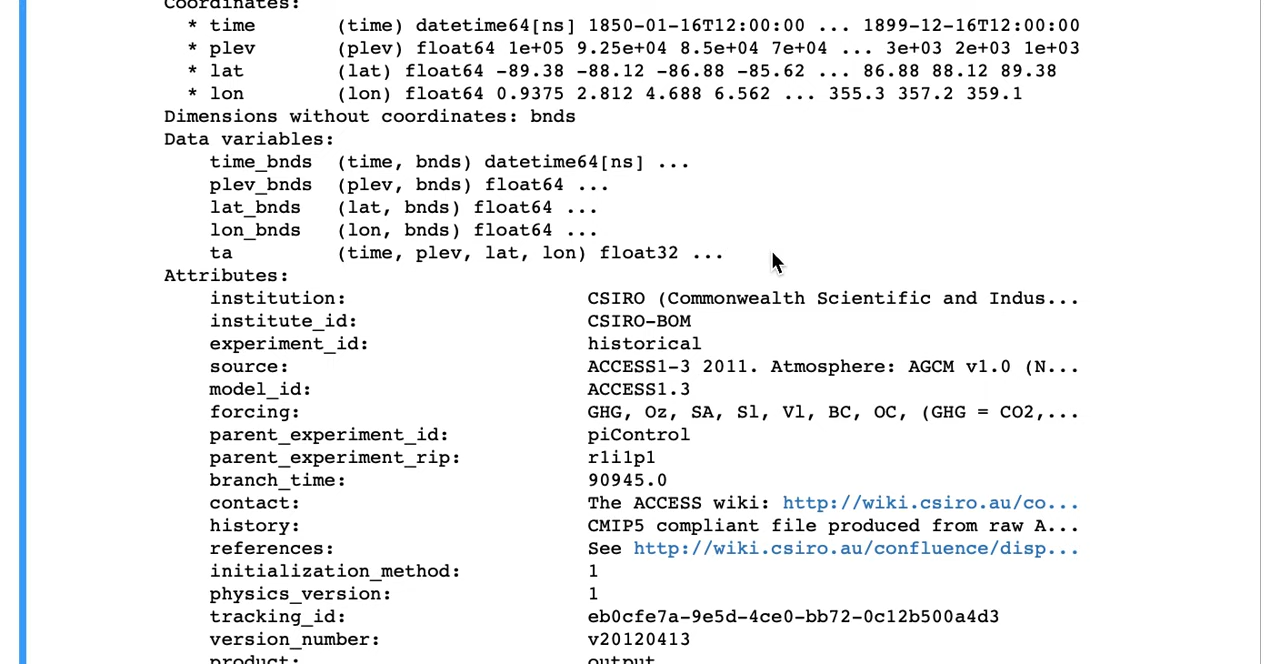 Coordinates:
  * time       (time) datetime64[ns] 1850-01-16T12:00:00 ... 1899-12-16T12:00:00
  * plev       (plev) float64 1e+05 9.25e+04 8.5e+04 7e+04 ... 3e+03 2e+03 1e+03
  * lat        (lat) float64 -89.38 -88.12 -86.88 -85.62 ... 86.88 88.12 89.38
  * lon        (lon) float64 0.9375 2.812 4.688 6.562 ... 355.3 357.2 359.1
Dimensions without coordinates: bnds
Data variables:
    time_bnds  (time, bnds) datetime64[ns] ...
    plev_bnds  (plev, bnds) float64 ...
    lat_bnds   (lat, bnds) float64 ...
    lon_bnds   (lon, bnds) float64 ...
    ta         (time, plev, lat, lon) float32 ...
Attributes:
    institution:                     CSIRO (Commonwealth Scientific and Indus...
    institute_id:                    CSIRO-BOM
    experiment_id:                   historical
    source:                          ACCESS1-3 2011. Atmosphere: AGCM v1.0 (N...
    model_id:                        ACCESS1.3
    forcing:                         GHG, Oz, SA, Sl, Vl, BC, OC, (GHG = CO2,...
    parent_experiment_id:            piControl
    parent_experiment_rip:           r1i1p1
    branch_time:                     90945.0
    contact:                         The ACCESS wiki: http://wiki.csiro.au/co...
    history:                         CMIP5 compliant file produced from raw A...
    references:                      See http://wiki.csiro.au/confluence/disp...
    initialization_method:           1
    physics_version:                 1
    tracking_id:                     eb0cfe7a-9e5d-4ce0-bb72-0c12b500a4d3
    version_number:                  v20120413
    product:                         output